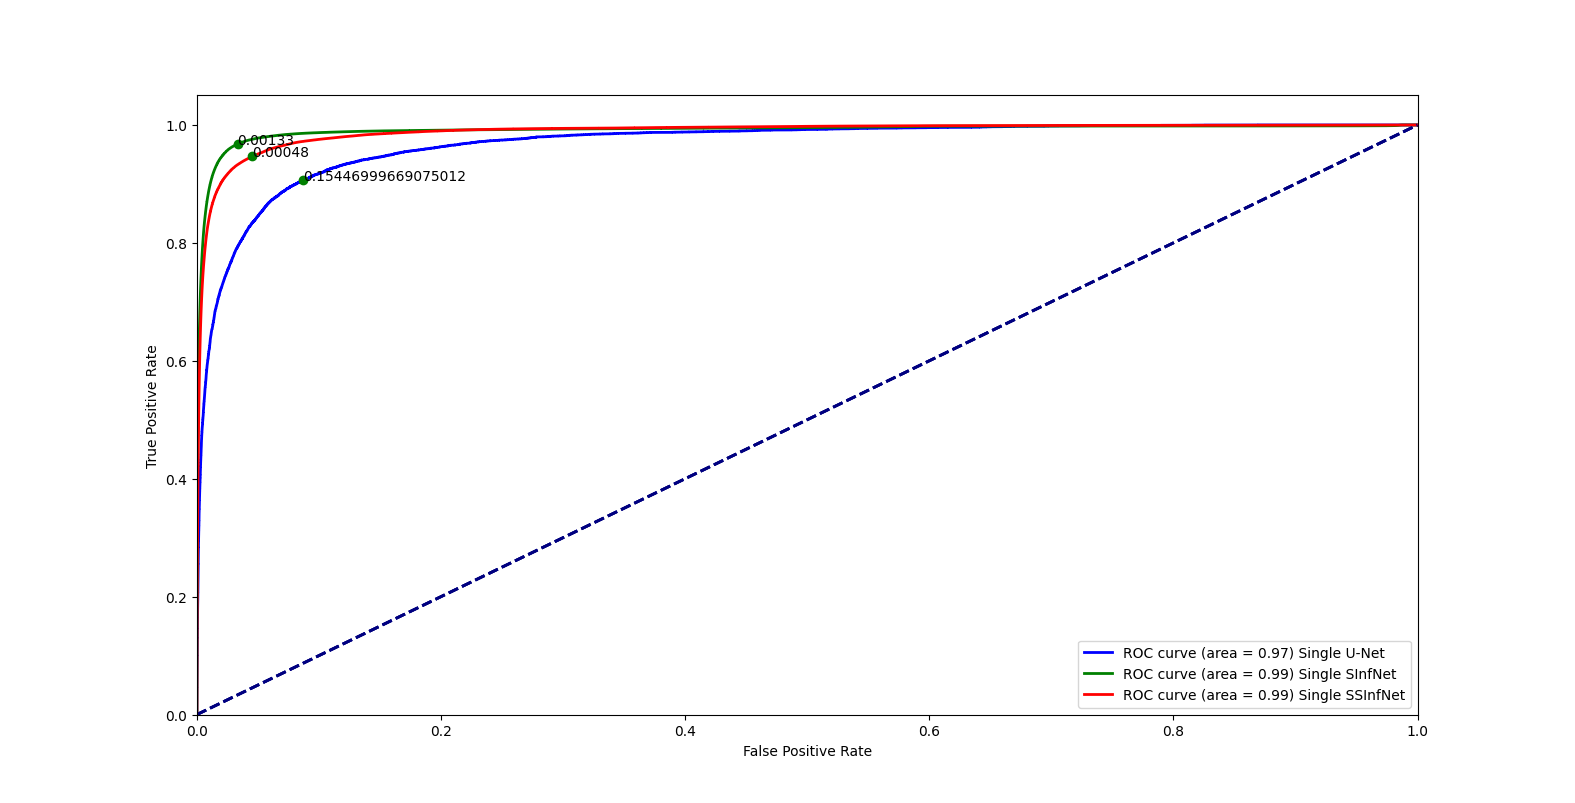 1.0
0.8
0.6
0.4
0.2
0.0
True Positive Rate
0.00133
0.00048
0.15446999669075012
ROC curve (area = 0.97) Single U-Net
ROC curve (area = 0.99) Single SInfNet
ROC curve (area = 0.99) Single SSInfNet
0.0 0.2 0.4 0.6 0.8 1.0
False Positive Rate